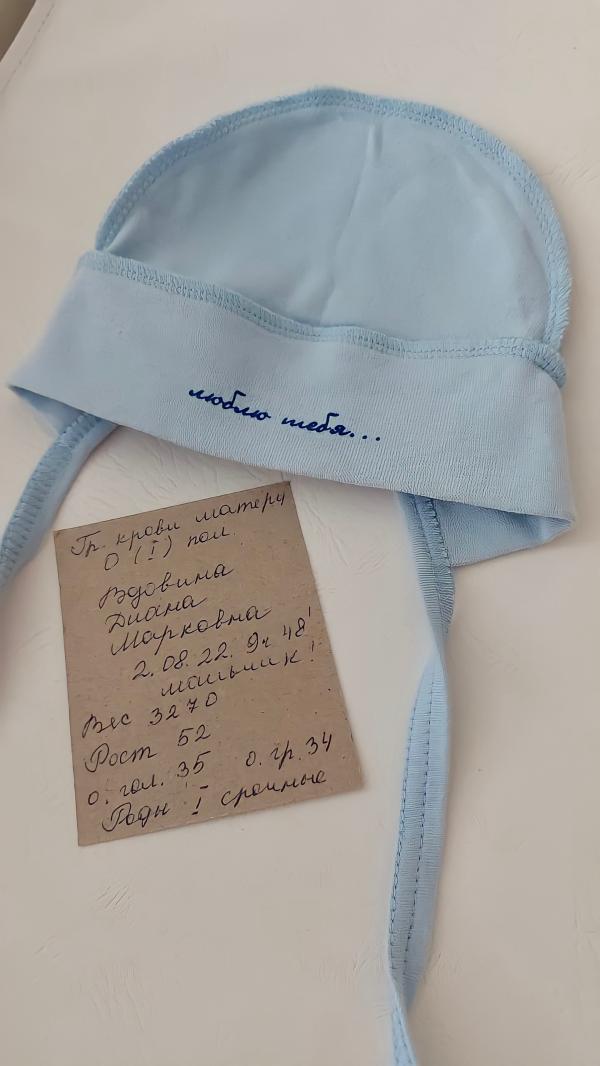 люблю тебя...
Гр. крови матери
O (I) пол.
Вдовина
Диана
Марковна
2. 08. 22. 9ч 48'
мальчик!
Вес 3270
Рост 52
о. гол. 35 о. гр. 34
Роды I срочные